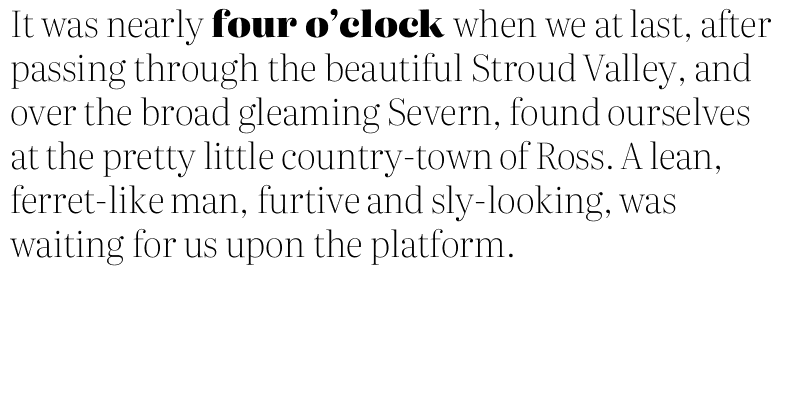 It was nearly four o’clock when we at last, after
passing through the beautiful Stroud Valley, and
over the broad gleaming Severn, found ourselves
at the pretty little country-town of Ross. A lean,
ferret-like man, furtive and sly-looking, was
waiting for us upon the platform.